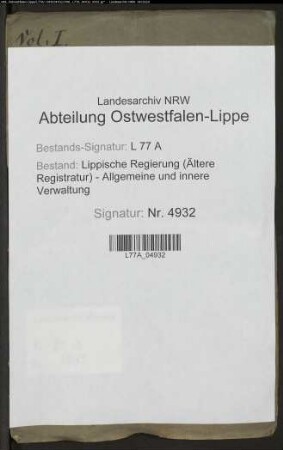 Vol. I.
Landesarchiv NRW
Abteilung Ostwestfalen-Lippe
Bestands-Signatur: L 77 A
Bestand: Lippische Regierung (Ältere
Registratur) - Allgemeine und innere
Verwaltung
Signatur: Nr. 4932
L77A_04932